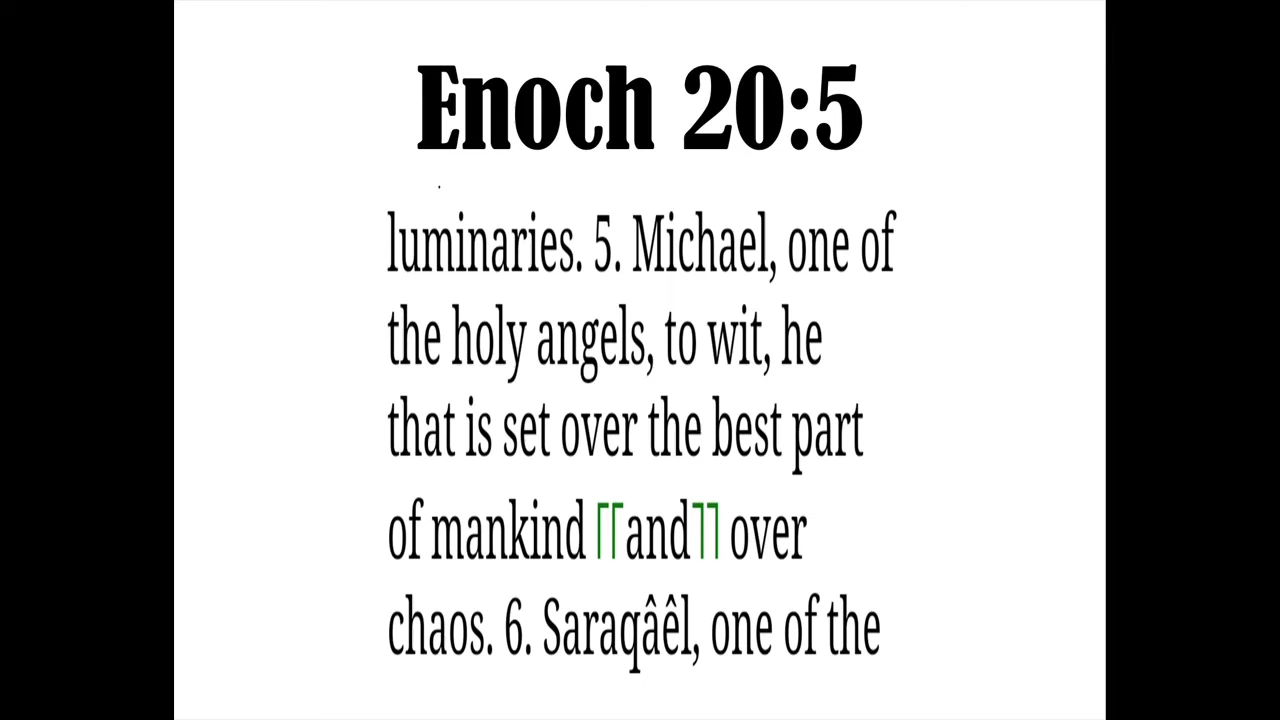 Enoch 20:5
luminaries. 5. Michael, one of
the holy angels, to wit, he
that is set over the best part
of mankind ⌈⌈and⌉⌉ over
chaos. 6. Saraqâêl, one of the